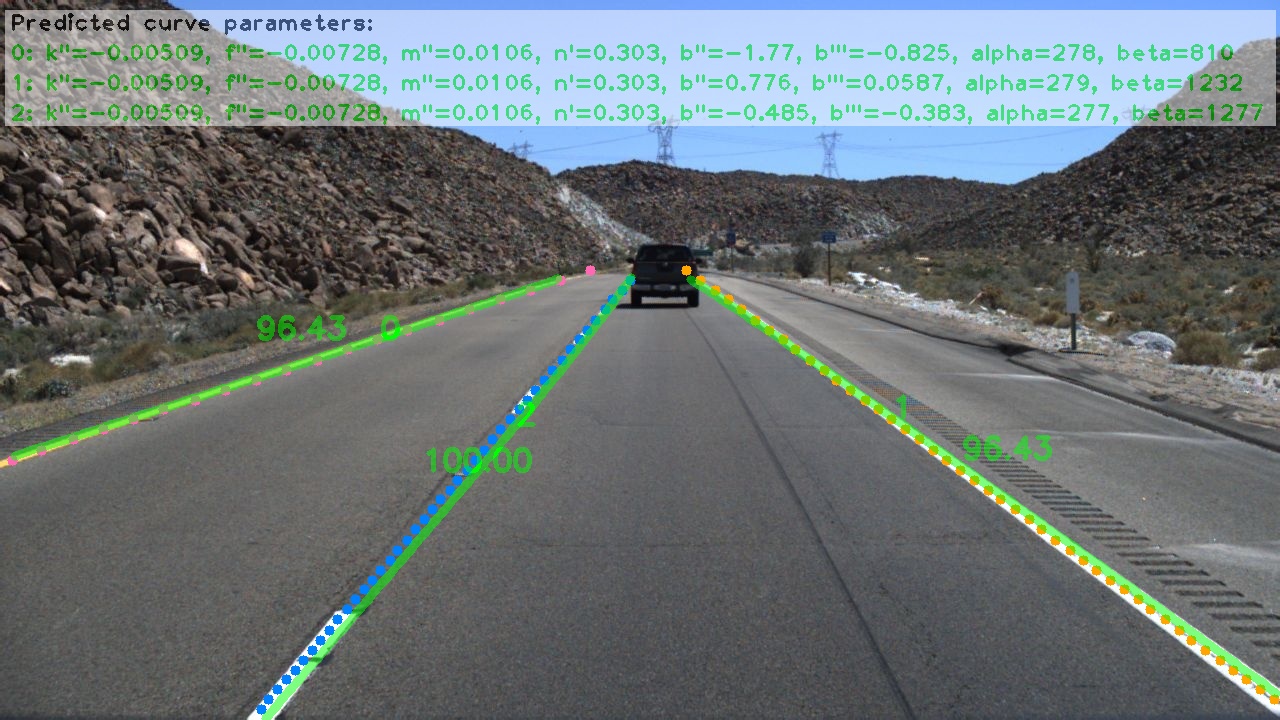 Predicted curve parameters:
0: k''=-0.00509, f''=-0.00728, m''=0.0106, n'=0.303, b''=-1.77, b'''=-0.825, alpha=278, beta=810
1: k''=-0.00509, f''=-0.00728, m''=0.0106, n'=0.303, b''=0.776, b'''=0.0587, alpha=279, beta=1232
2: k''=-0.00509, f''=-0.00728, m''=0.0106, n'=0.303, b''=-0.485, b'''=-0.383, alpha=277, beta=1277
96.43 0
1
100.00
96.43